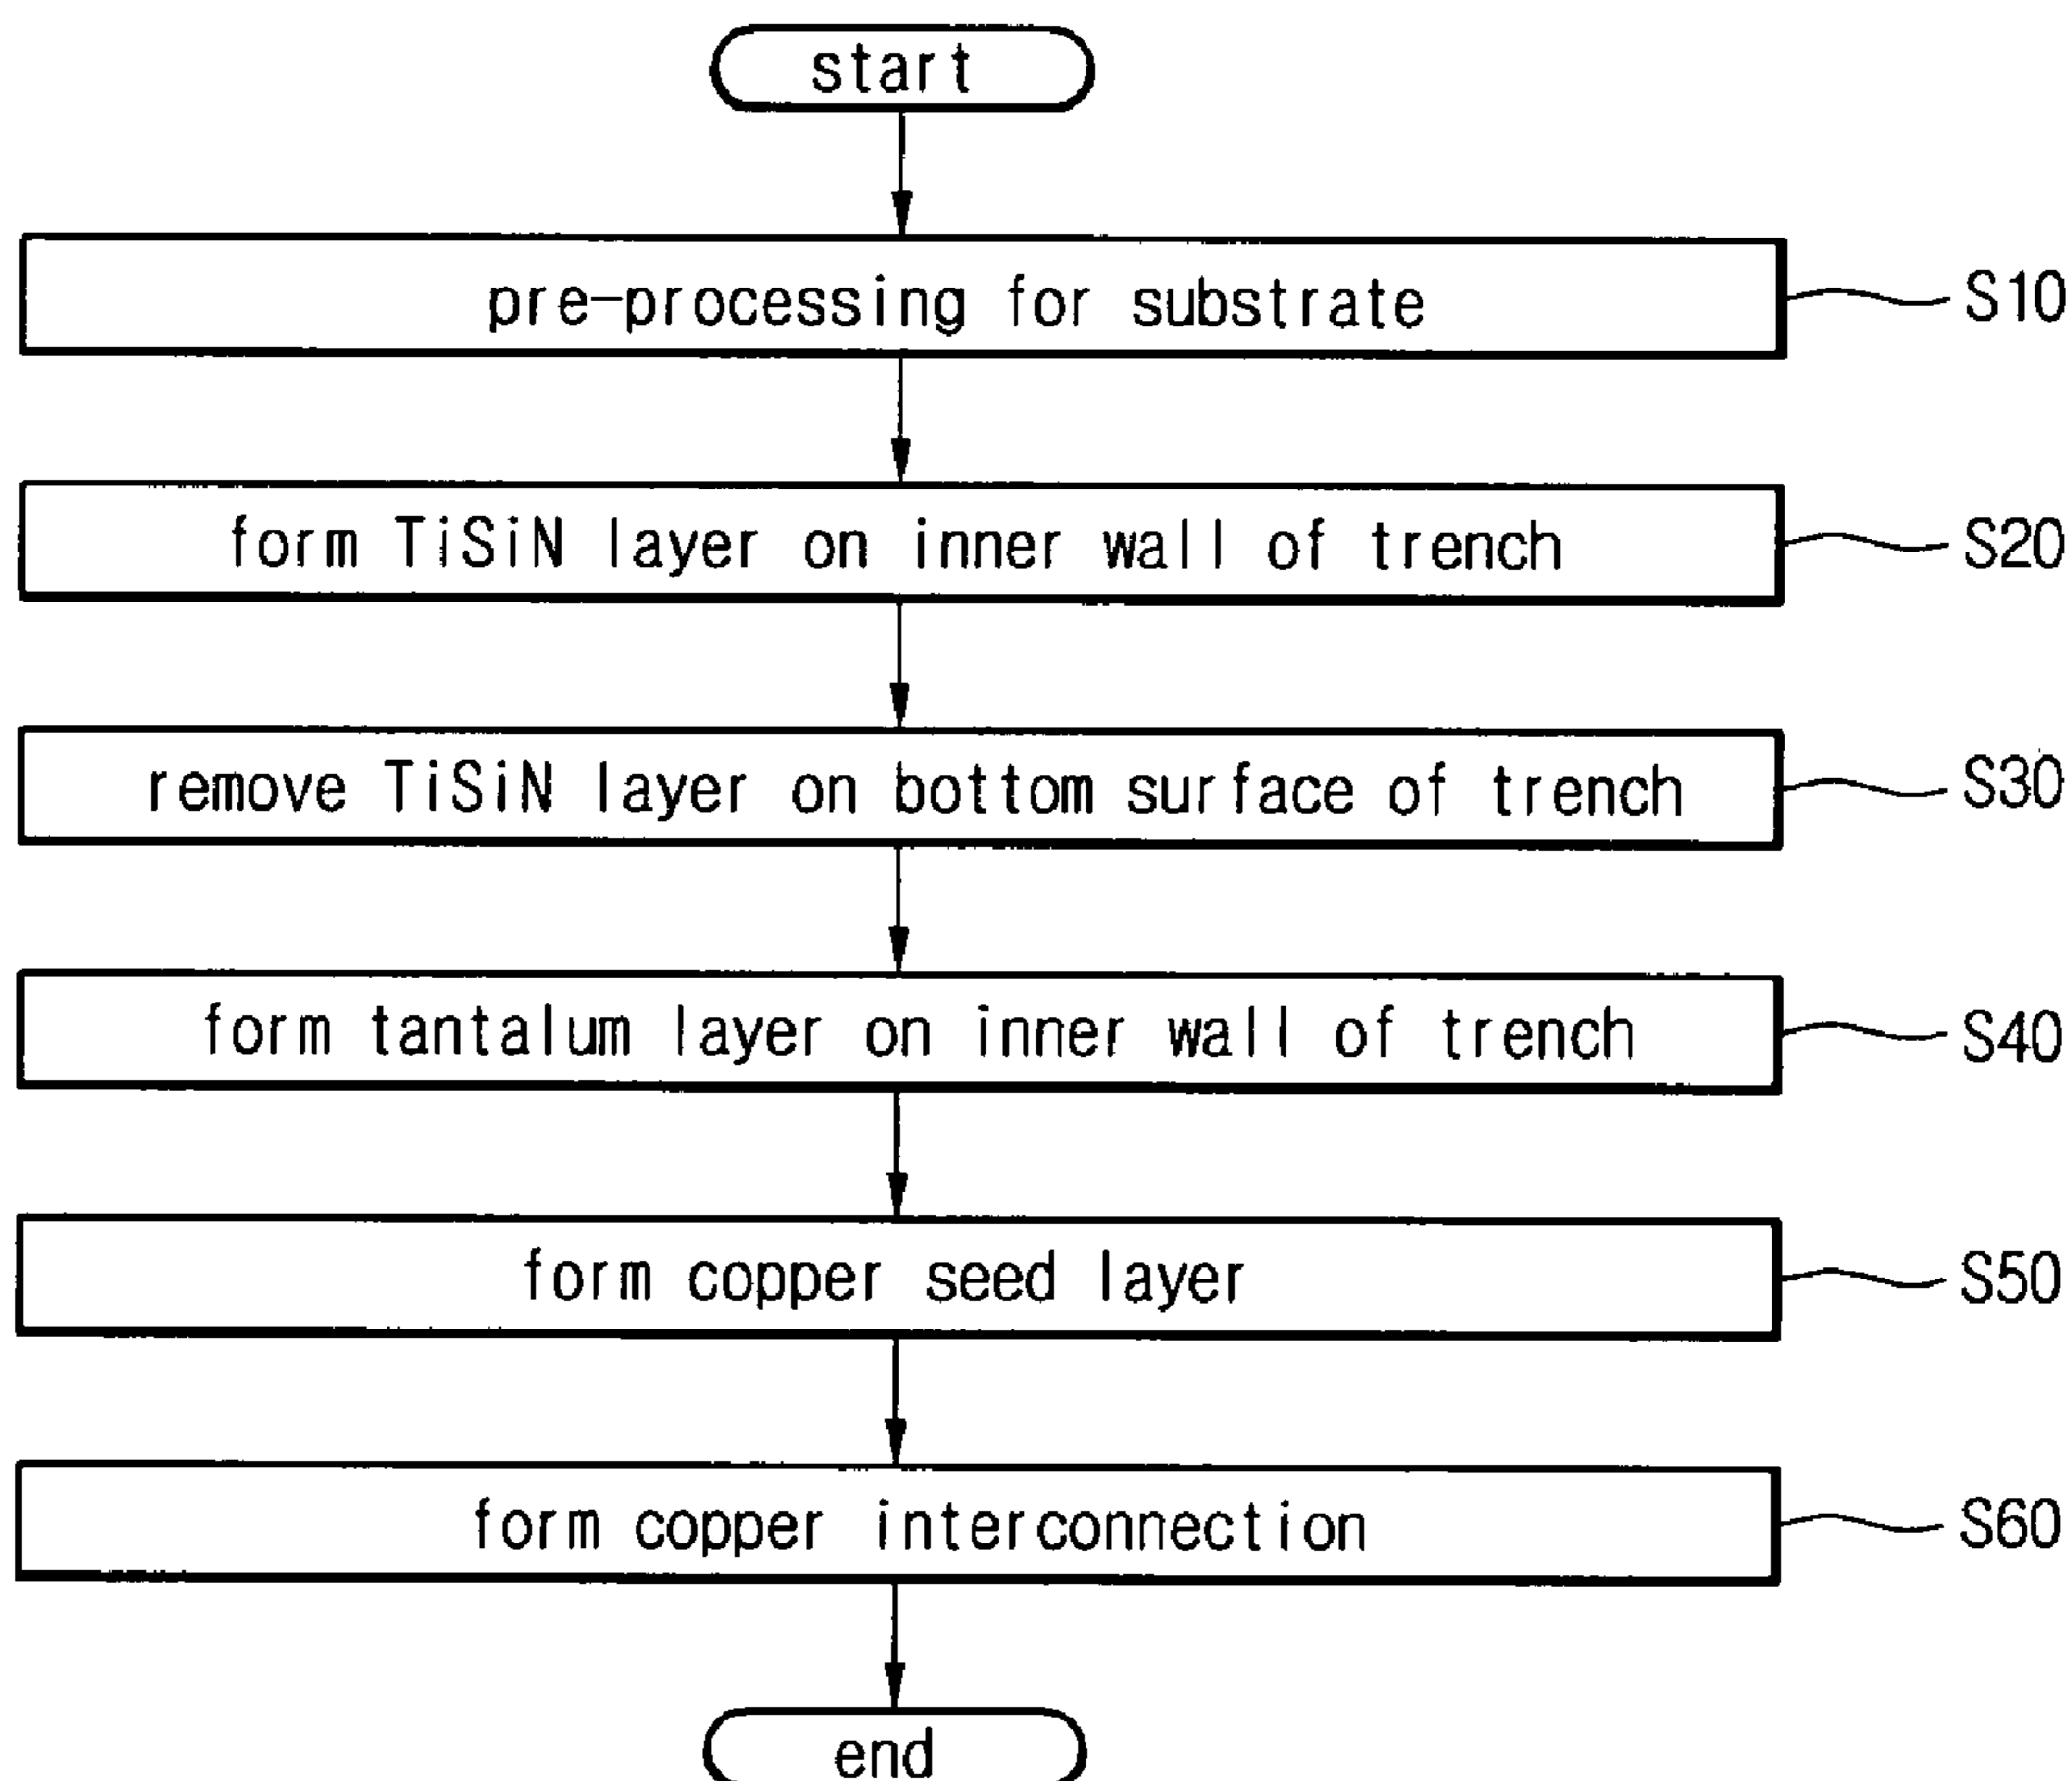 start
pre-processing for substrate S10
form TiSiN layer on inner wall of trench S20
remove TiSiN layer on bottom surface of trench S30
form tantalum layer on inner wall of trench S40
form copper seed layer S50
form copper interconnection S60
end